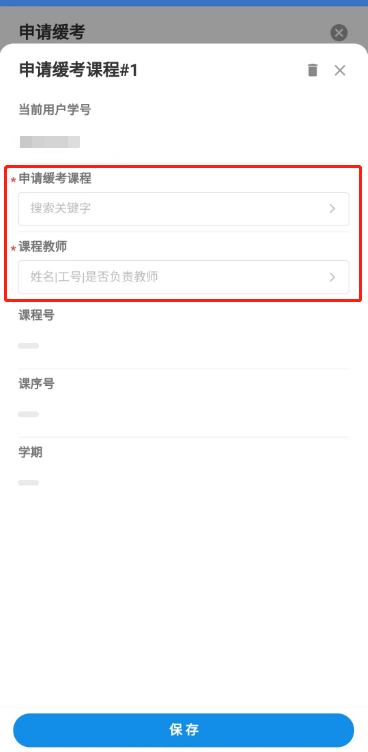 申请缓考
申请缓考课程#1
当前用户学号
* 申请缓考课程
搜索关键字
* 课程教师
姓名|工号|是否负责教师
课程号
课序号
学期
保存